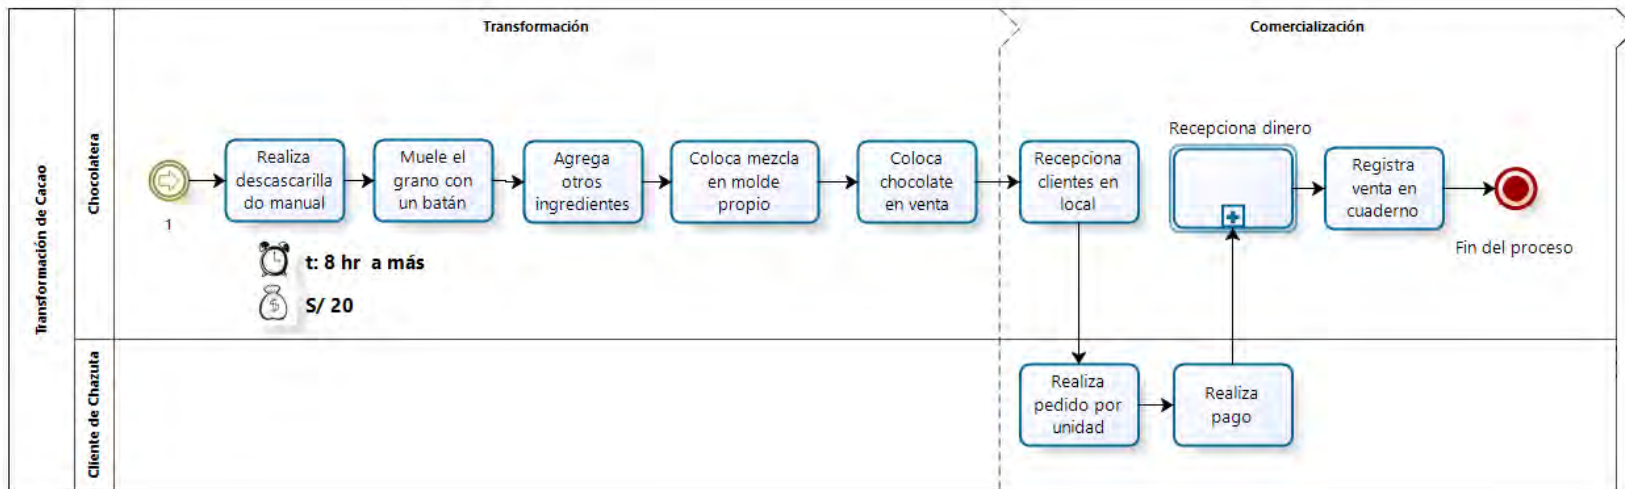 Transformación
Comercialización
Transformación de Cacao
Chocolatera
Cliente de Chazuta
1
Realiza
descascarilla
do manual
Muele el
grano con
un batán
Agrega
otros
ingredientes
Coloca mezcla
en molde
propio
Coloca
chocolate
en venta
Recepciona
clientes en
local
Recepciona dinero
Registra
venta en
cuaderno
Fin del proceso
t: 8 hr a más
$
S/ 20
Realiza
pedido por
unidad
Realiza
pago